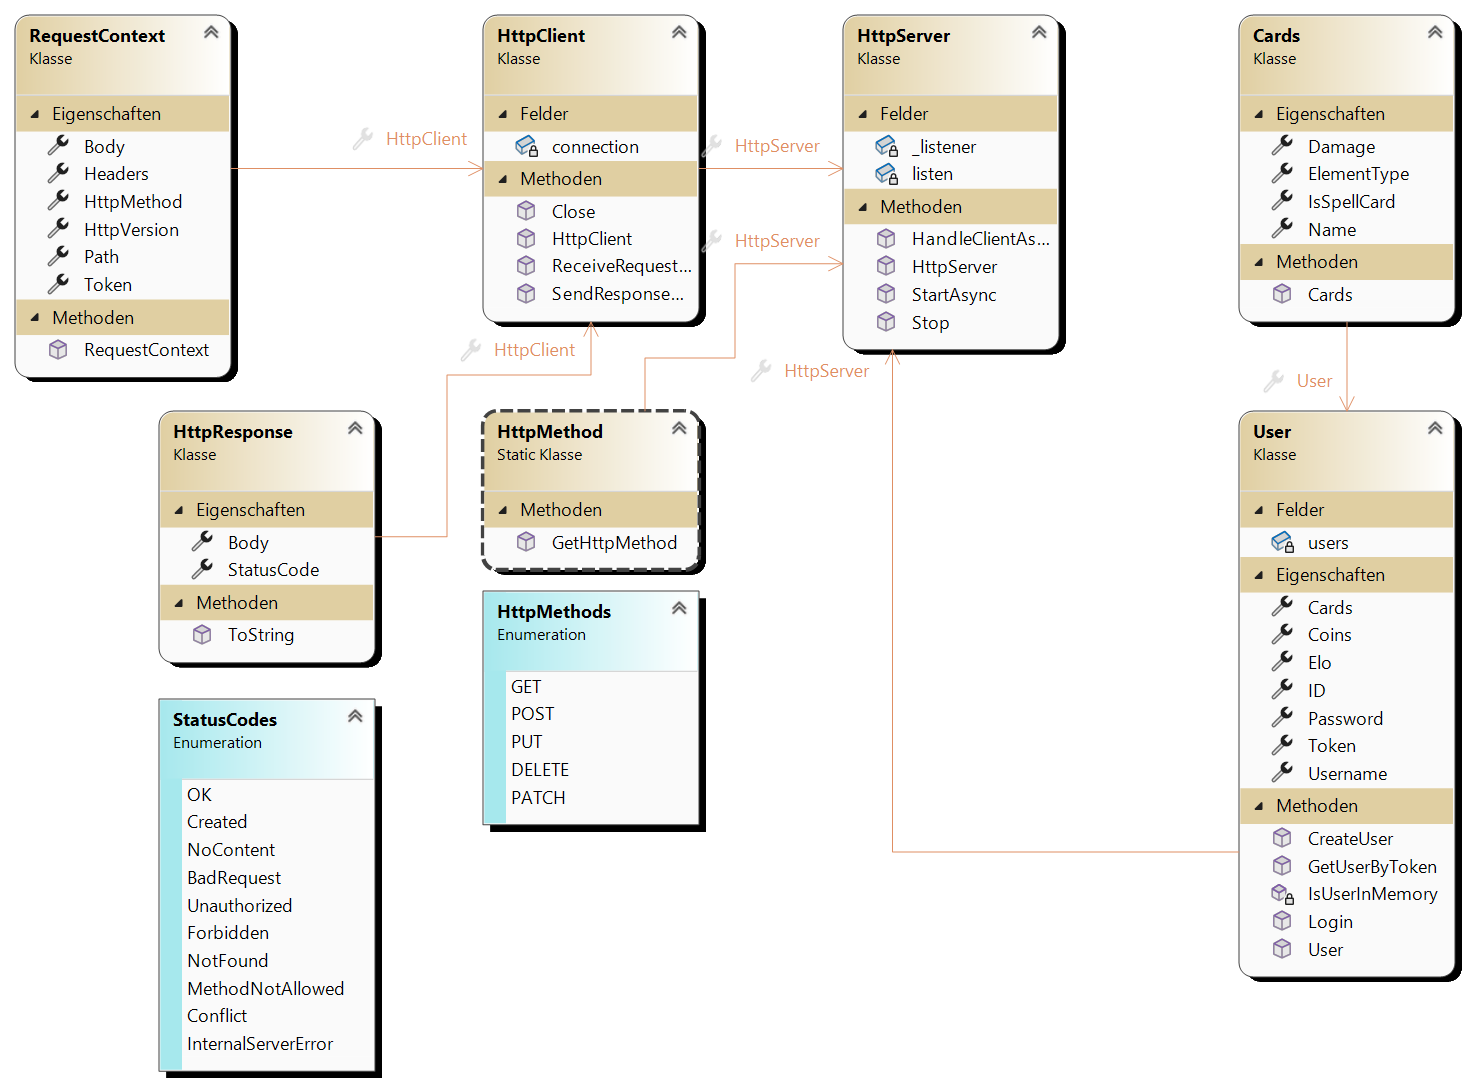 RequestContext
Klasse
Eigenschaften
Body
Headers
HttpMethod
HttpVersion
Path
Token
Methoden
RequestContext
HttpClient
HttpClient
Klasse
Felder
connection
Methoden
Close
HttpClient
ReceiveRequest...
SendResponse...
HttpServer
HttpServer
HttpServer
Klasse
Felder
_listener
listen
Methoden
HandleClientAs...
HttpServer
StartAsync
Stop
Cards
Klasse
Eigenschaften
Damage
ElementType
IsSpellCard
Name
Methoden
Cards
HttpClient
HttpServer
User
HttpResponse
Klasse
Eigenschaften
Body
StatusCode
Methoden
ToString
HttpMethod
Static Klasse
Methoden
GetHttpMethod
User
Klasse
Felder
users
Eigenschaften
Cards
Coins
Elo
ID
Password
Token
Username
Methoden
CreateUser
GetUserByToken
IsUserInMemory
Login
User
HttpMethods
Enumeration
GET
POST
PUT
DELETE
PATCH
StatusCodes
Enumeration
OK
Created
NoContent
BadRequest
Unauthorized
Forbidden
NotFound
MethodNotAllowed
Conflict
InternalServerError